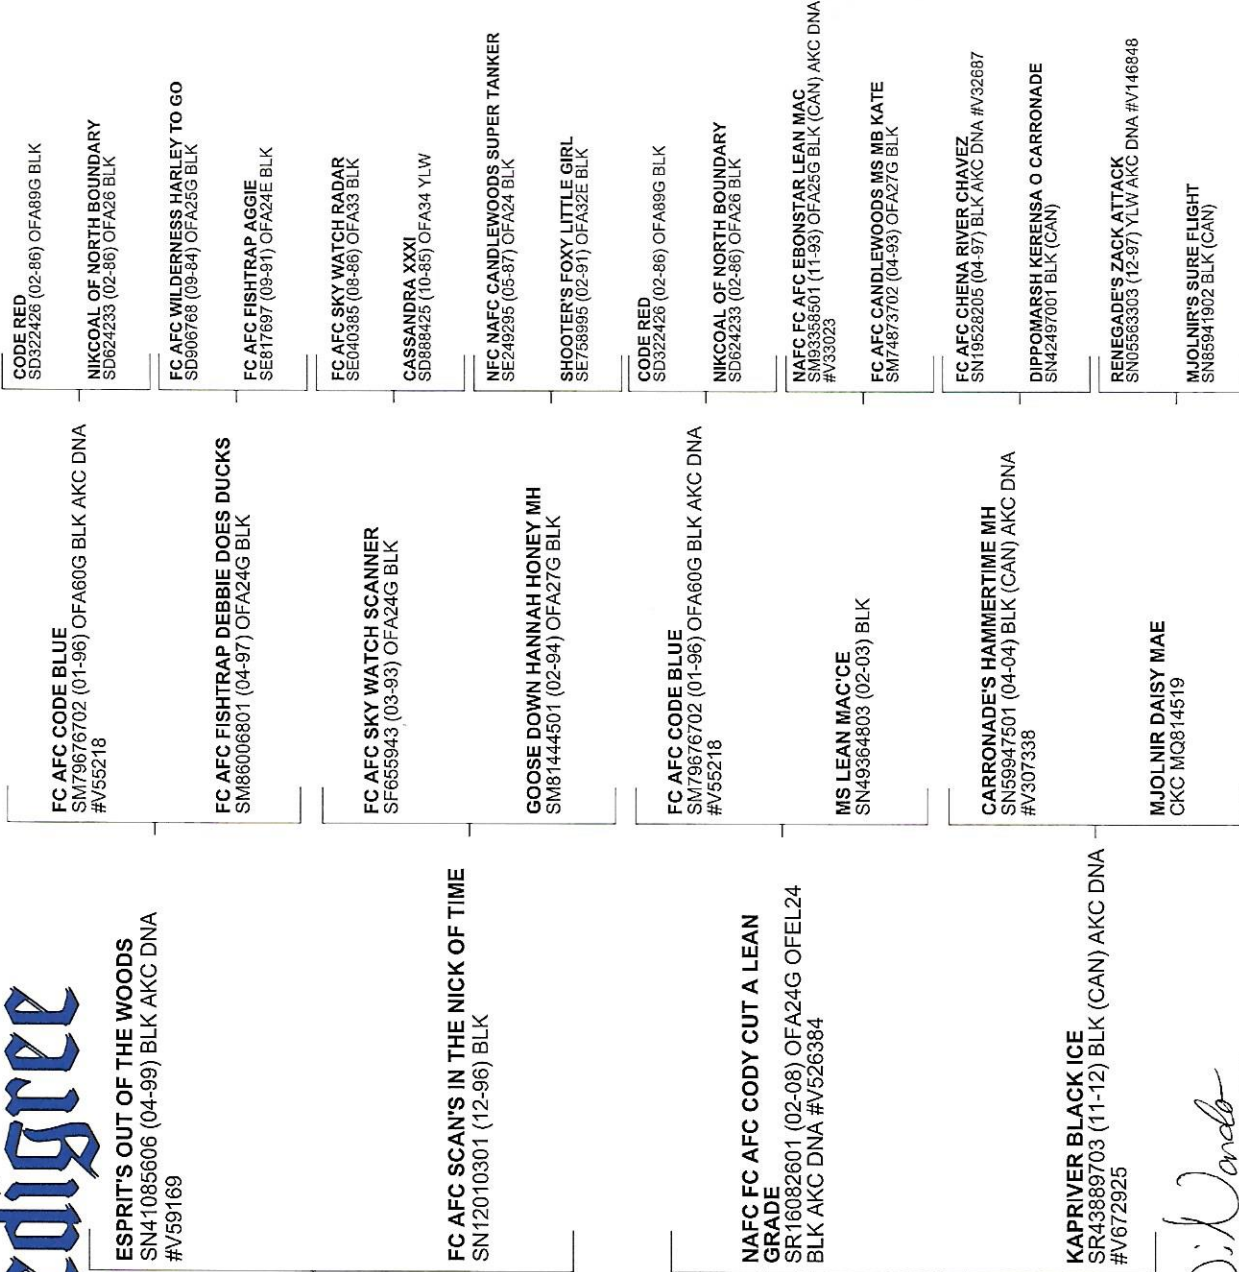 edigree
ESPRIT'S OUT OF THE WOODS
SN41085606 (04-99) BLK AKC DNA
#V59169
FC AFC SCAN'S IN THE NICK OF TIME
SN12010301 (12-96) BLK
NAFC FC AFC CODY CUT A LEAN
GRADE
SR16082601 (02-08) OFA24G OFEL24
BLK AKC DNA #V526384
KAPRIVER BLACK ICE
SR43889703 (11-12) BLK (CAN) AKC DNA
#V672925
FC AFC CODE BLUE
SM79676702 (01-96) OFA60G BLK AKC DNA
#V55218
FC AFC FISHTRAP DEBBIE DOES DUCKS
SM86006801 (04-97) OFA24G BLK
FC AFC SKY WATCH SCANNER
SF655943 (03-93) OFA24G BLK
GOOSE DOWN HANNAH HONEY MH
SM81444501 (02-94) OFA27G BLK
FC AFC CODE BLUE
SM79676702 (01-96) OFA60G BLK AKC DNA
#V55218
MS LEAN MAC'CE
SN49364803 (02-03) BLK
CARRONADE'S HAMMERTIME MH
SN59947501 (04-04) BLK (CAN) AKC DNA
#V307338
MJOLNIR DAISY MAE
CKC MQ814519
CODE RED
SD322426 (02-86) OFA89G BLK
NIKCOAL OF NORTH BOUNDARY
SD624233 (02-86) OFA26 BLK
FC AFC WILDERNESS HARLEY TO GO
SD906768 (09-84) OFA25G BLK
FC AFC FISHTRAP AGGIE
SE817697 (09-91) OFA24E BLK
FC AFC SKY WATCH RADAR
SE040385 (08-86) OFA33 BLK
CASSANDRA XXXI
SD888425 (10-85) OFA34 YLW
NFC NAFC CANDLEWOODS SUPER TANKER
SE249295 (05-87) OFA24 BLK
SHOOTER'S FOXY LITTLE GIRL
SE758995 (02-91) OFA32E BLK
CODE RED
SD322426 (02-86) OFA89G BLK
NIKCOAL OF NORTH BOUNDARY
SD624233 (02-86) OFA26 BLK
NAFC FC AFC EBONSTAR LEAN MAC
SM93358501 (11-93) OFA25G BLK (CAN) AKC DNA
#V33023
FC AFC CANDLEWOODS MS MB KATE
SM74873702 (04-93) OFA27G BLK
FC AFC CHENA RIVER CHAVEZ
SN19528205 (04-97) BLK AKC DNA #V32687
DIPPOMARSH KERENSA O CARRONADE
SN42497001 BLK (CAN)
RENEGADE'S ZACK ATTACK
SN05563303 (12-97) YLW AKC DNA #V146848
MJOLNIR'S SURE FLIGHT
SN85941902 BLK (CAN)